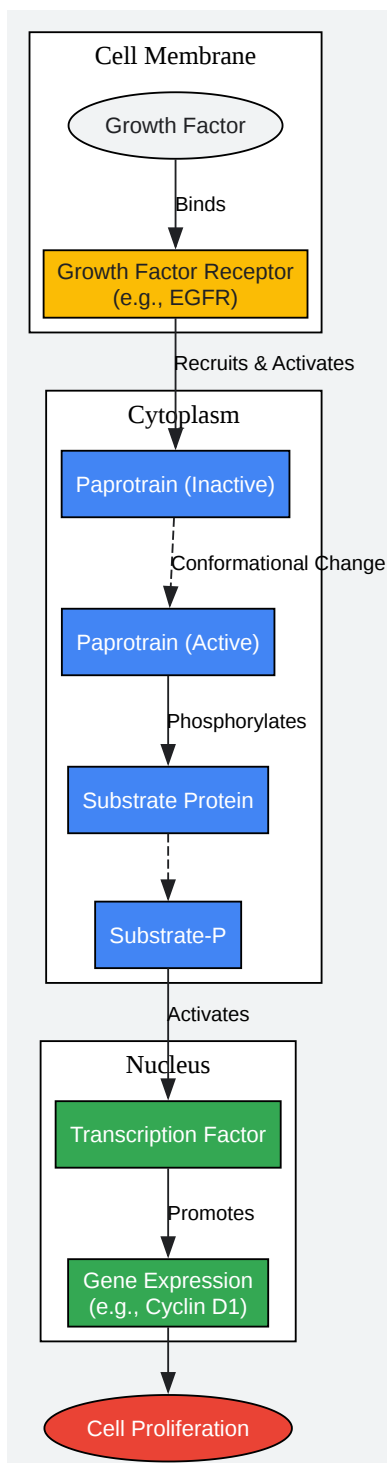 Cell Membrane
Growth Factor
Binds
Growth Factor Receptor
(e.g., EGFR)
Recruits & Activates
Cytoplasm
Paprotrain (Inactive)
Conformational Change
Paprotrain (Active)
Phosphorylates
Substrate Protein
Substrate-P
Activates
Nucleus
Transcription Factor
Promotes
Gene Expression
(e.g., Cyclin D1)
Cell Proliferation